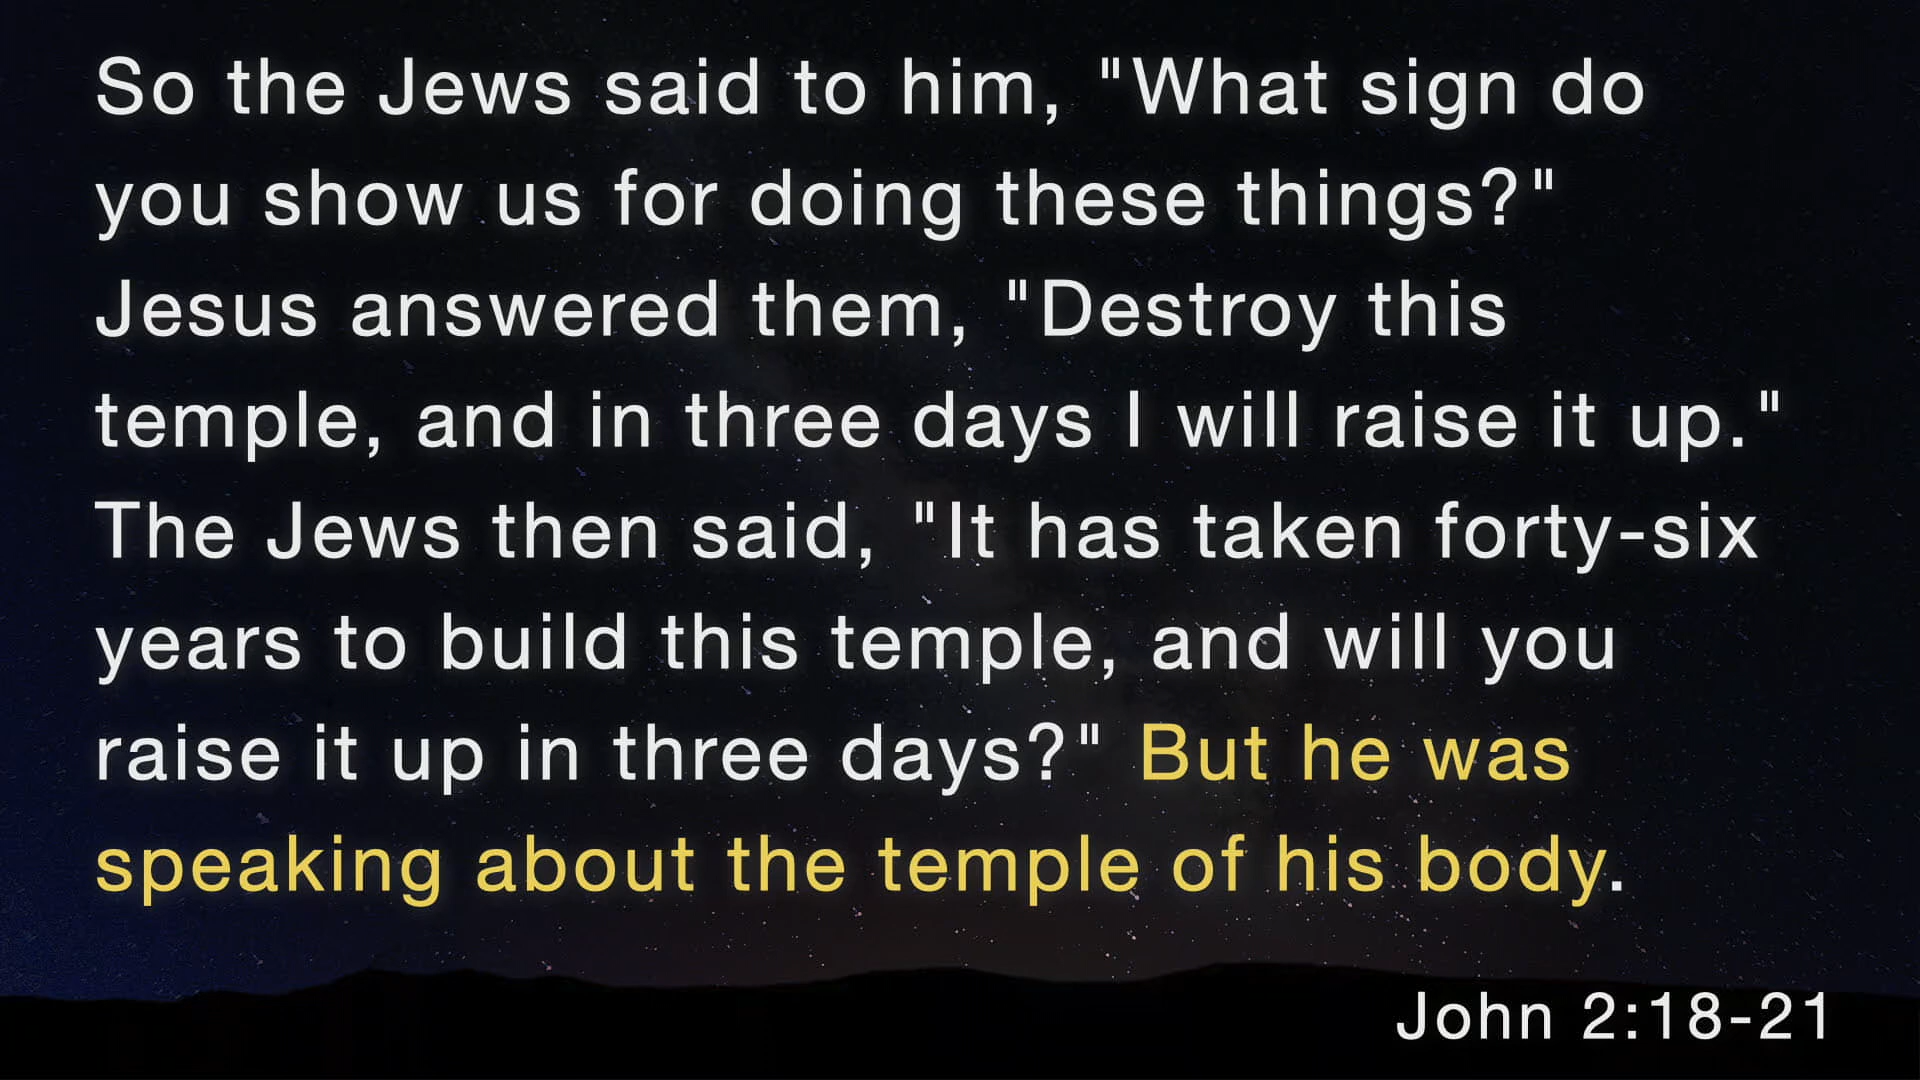 So the Jews said to him, "What sign do
you show us for doing these things?"
Jesus answered them, "Destroy this
temple, and in three days I will raise it up."
The Jews then said, "It has taken forty-six
years to build this temple, and will you
raise it up in three days?" But he was
speaking about the temple of his body.
John 2:18-21